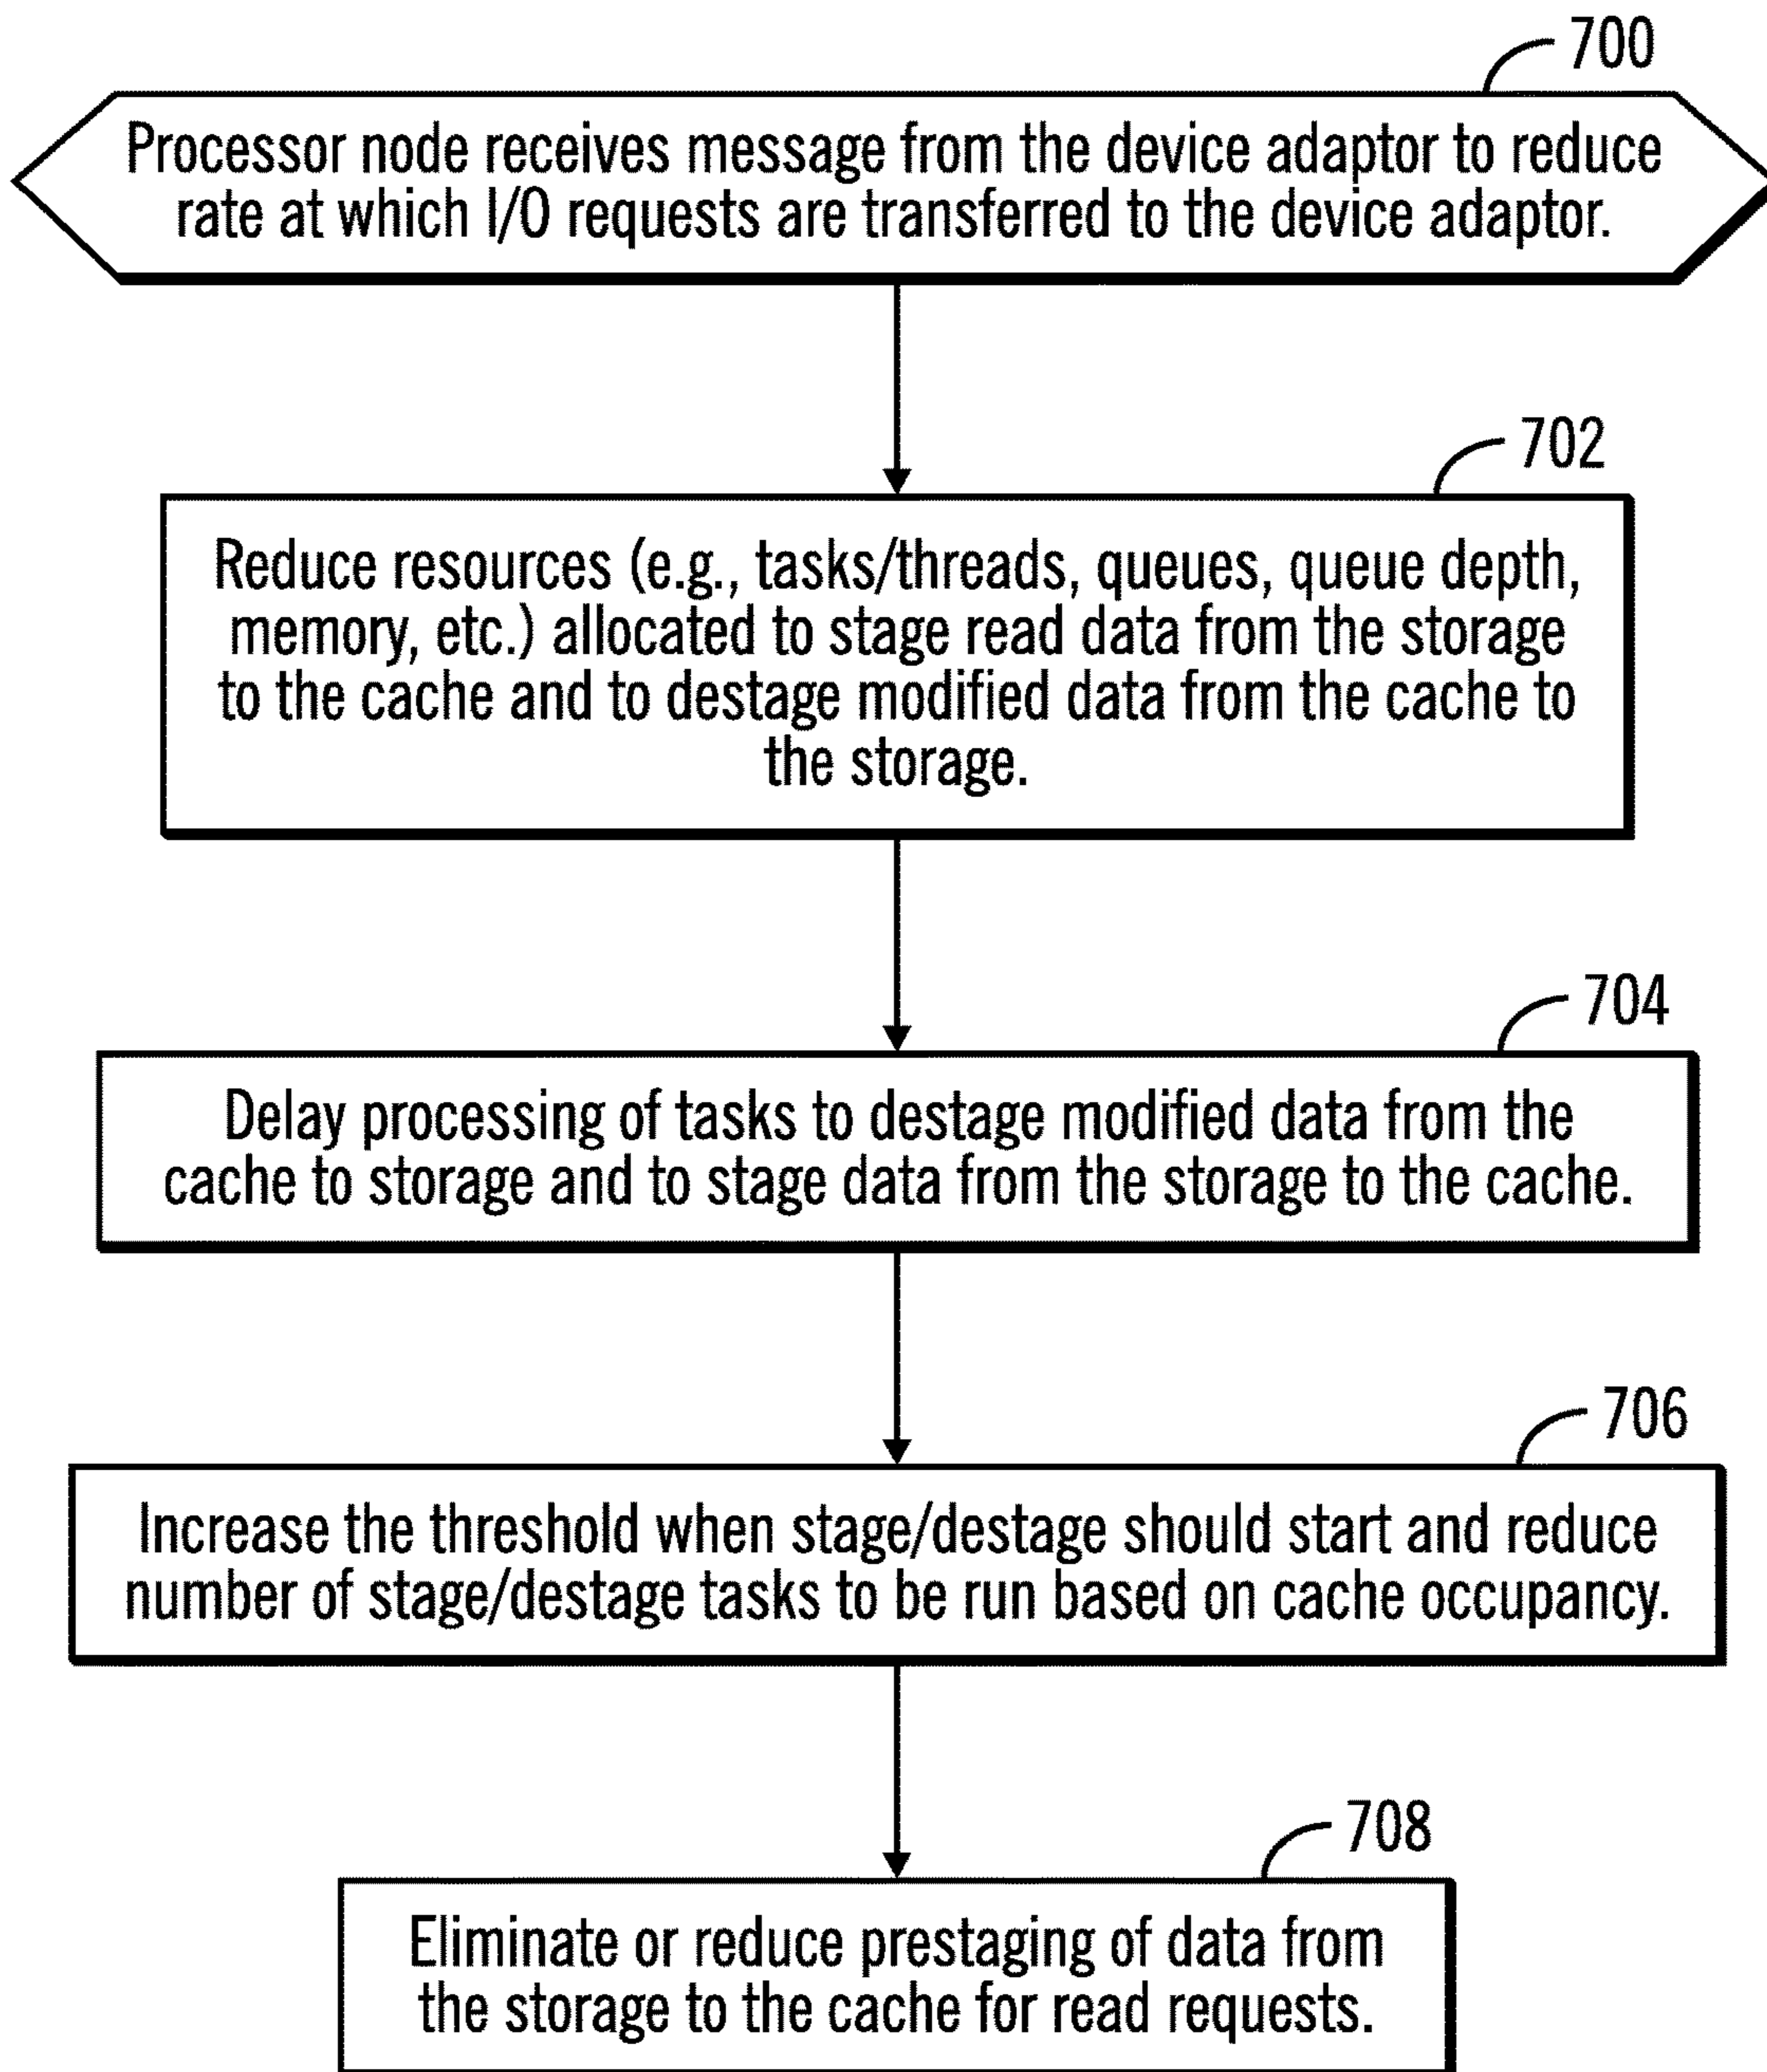 700
Processor node receives message from the device adaptor to reduce
rate at which I/O requests are transferred to the device adaptor.
702
Reduce resources (e.g., tasks/threads, queues, queue depth,
memory, etc.) allocated to stage read data from the storage
to the cache and to destage modified data from the cache to
the storage.
704
Delay processing of tasks to destage modified data from the
cache to storage and to stage data from the storage to the cache.
706
Increase the threshold when stage/destage should start and reduce
number of stage/destage tasks to be run based on cache occupancy.
708
Eliminate or reduce prestaging of data from
the storage to the cache for read requests.